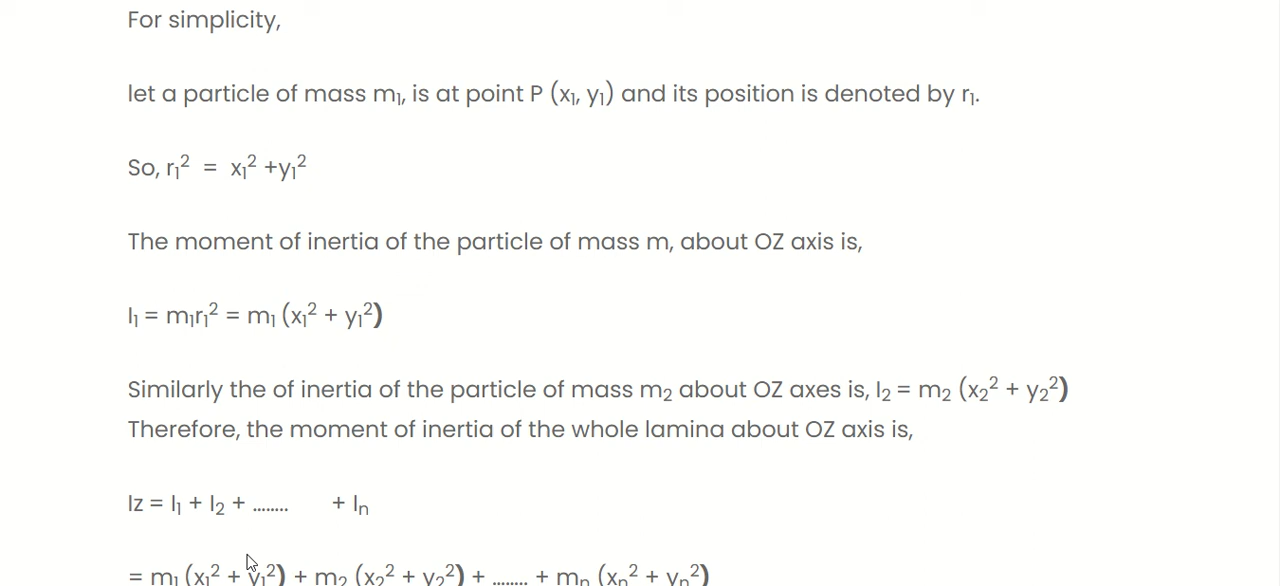 For simplicity,
let a particle of mass m₁, is at point P (x₁, y₁) and its position is denoted by r₁.
So, r₁² = x₁² +y₁²
The moment of inertia of the particle of mass m, about OZ axis is,
I₁ = m₁r₁² = m₁ (x₁² + y₁²)
Similarly the of inertia of the particle of mass m₂ about OZ axes is, I₂ = m₂ (x₂² + y₂²)
Therefore, the moment of inertia of the whole lamina about OZ axis is,
Iz = I₁ + I₂ + ........ + Iₙ
= m₁ (x₁² + y₁²) + m₂ (x₂² + y₂²) + ........ + mₙ (xₙ² + yₙ²)